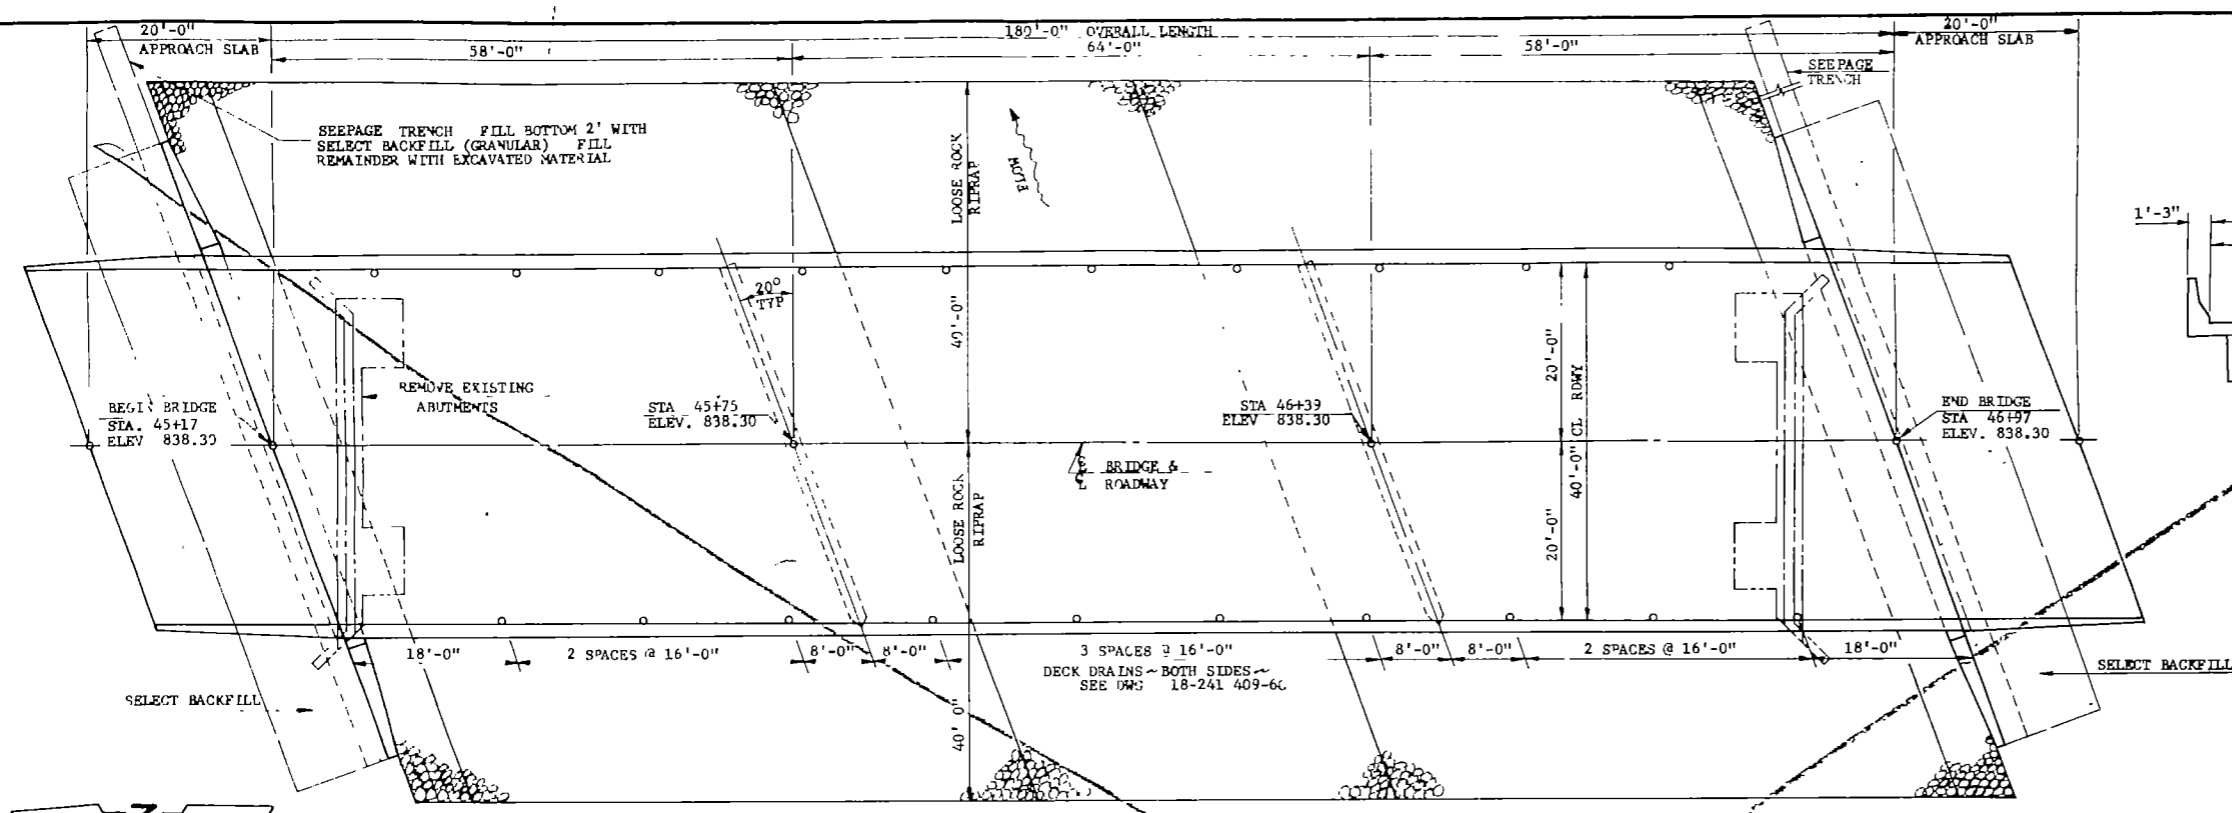 20'-0"
APPROACH SLAB
180'-0" OVERALL LENGTH
58'-0"
64'-0"
58'-0"
20'-0"
APPROACH SLAB
SEEPAGE
TRENCH
SEEPAGE TRENCH FILL BOTTOM 2' WITH
SELECT BACKFILL (GRANULAR) FILL
REMAINDER WITH EXCAVATED MATERIAL
LOOSE ROCK
RIPRAP
1'-3"
20°
TYP
40'-0"
20'-0"
40'-0" CL RDWY
REMOVE EXISTING
ABUTMENTS
BEGIN BRIDGE
STA. 45+17
ELEV 838.30
STA 45+75
ELEV. 838.30
STA 46+39
ELEV 838.30
END BRIDGE
STA 46+97
ELEV. 838.30
℄ BRIDGE &
℄ ROADWAY
LOOSE ROCK
RIPRAP
20'-0"
18'-0"
2 SPACES @ 16'-0"
8'-0"
8'-0"
3 SPACES @ 16'-0"
8'-0"
8'-0"
2 SPACES @ 16'-0"
18'-0"
DECK DRAINS ~ BOTH SIDES ~
SEE DWG 18-241 409-6
SELECT BACKFILL
SELECT BACKFILL
40' 0"